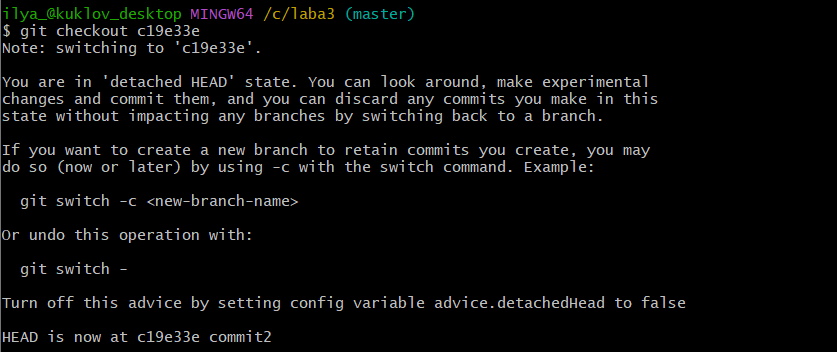 ilya_@kuklov_desktop MINGW64 /c/laba3 (master)
$ git checkout c19e33e
Note: switching to 'c19e33e'.
You are in 'detached HEAD' state. You can look around, make experimental
changes and commit them, and you can discard any commits you make in this
state without impacting any branches by switching back to a branch.
If you want to create a new branch to retain commits you create, you may
do so (now or later) by using -c with the switch command. Example:
git switch -c <new-branch-name>
Or undo this operation with:
git switch -
Turn off this advice by setting config variable advice.detachedHead to false
HEAD is now at c19e33e commit2